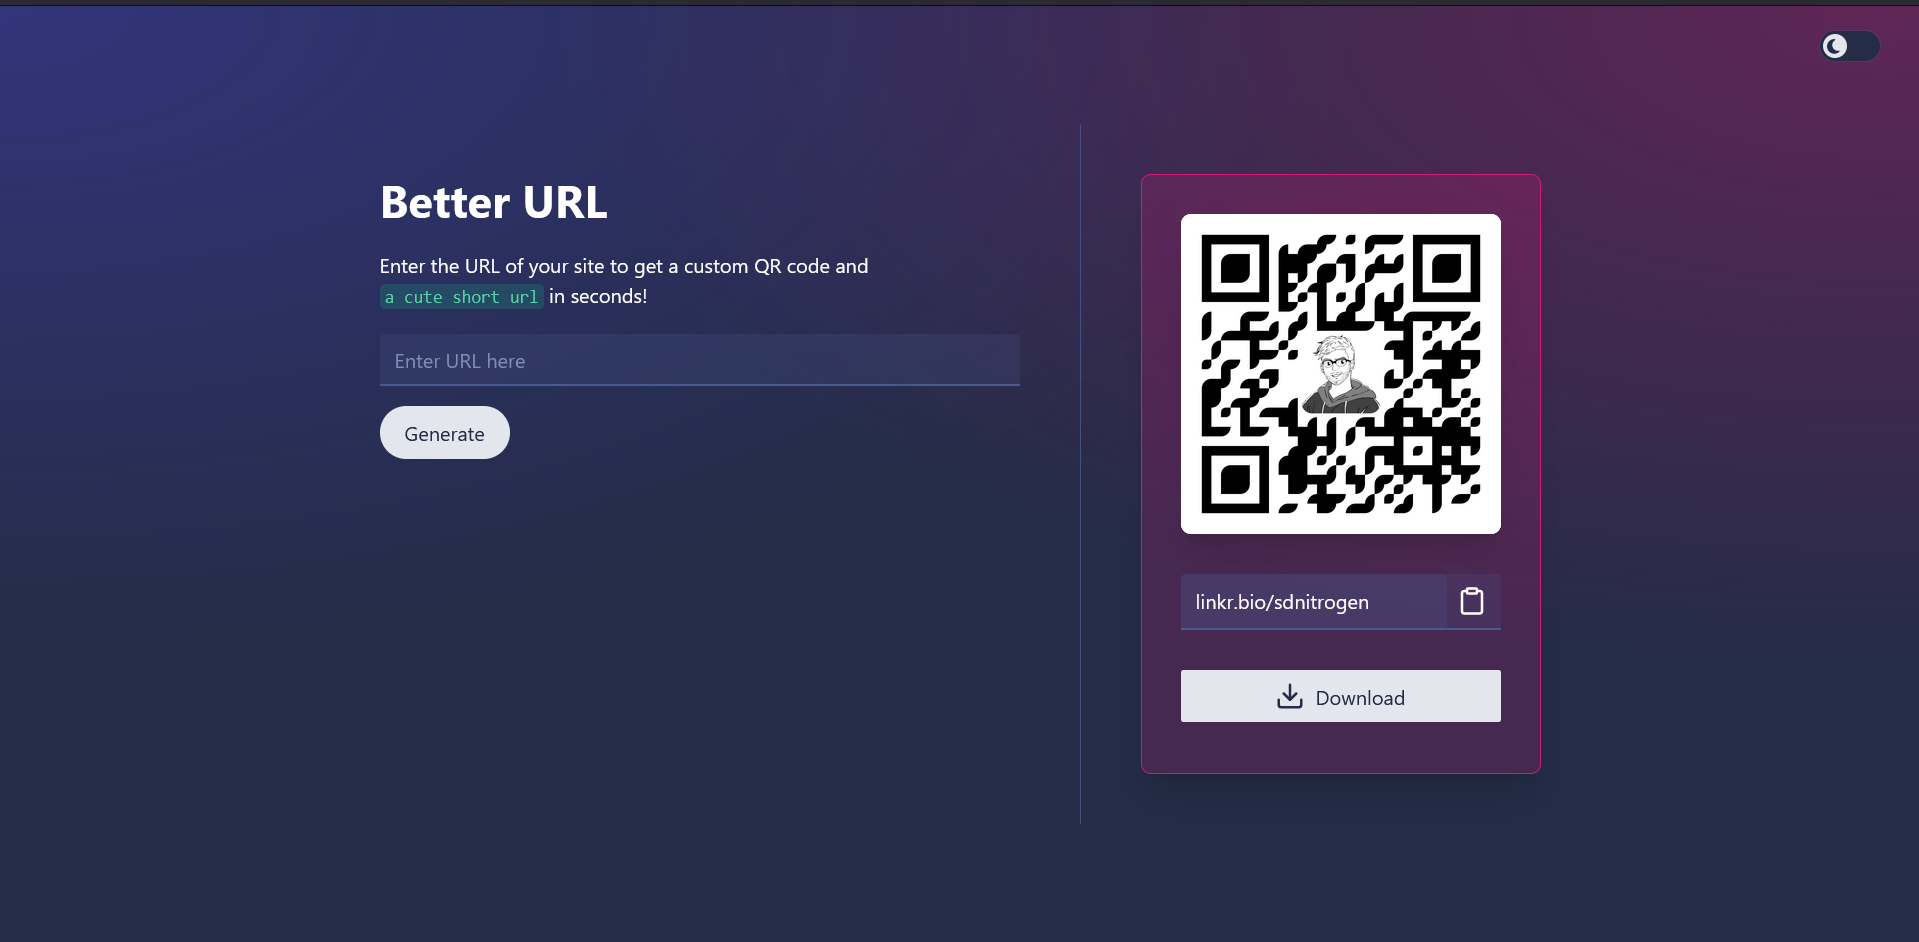 Better URL
Enter the URL of your site to get a custom QR code and
a cute short url in seconds!
Enter URL here
Generate
linkr.bio/sdnitrogen
Download